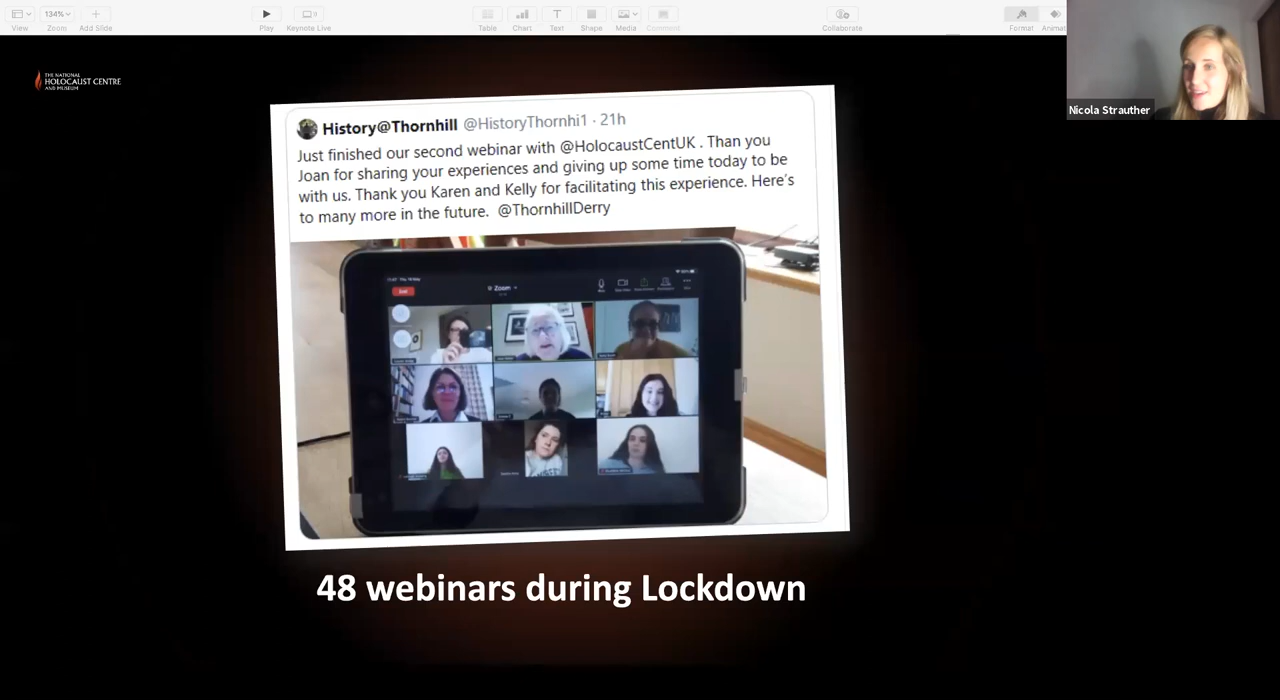 134%
View Zoom Add Slide Play Keynote Live Table Chart Text Shape Media Comment Collaborate Format Animat
THE NATIONAL
HOLOCAUST CENTRE
AND MUSEUM
Nicola Strauther
History@Thornhill @HistoryThornhi1 · 21h
Just finished our second webinar with @HolocaustCentUK . Than you
Joan for sharing your experiences and giving up some time today to be
with us. Thank you Karen and Kelly for facilitating this experience. Here's
to many more in the future. @ThornhillDerry
Zoom
48 webinars during Lockdown